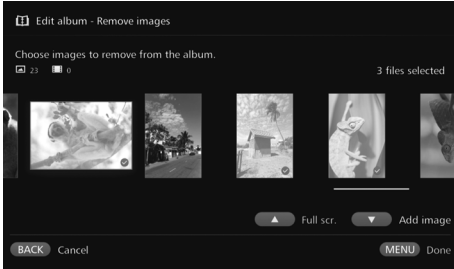 Edit album - Remove images
Choose images to remove from the album.
23 0
3 files selected
Full scr. Add image
BACK Cancel MENU Done